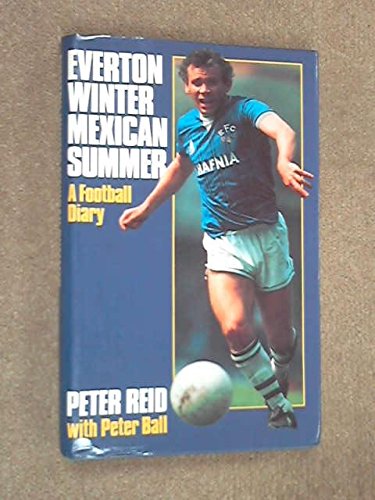 EVERTON
WINTER
MEXICAN
SUMMER
A Football
Diary
EFC
HAFNIA
PETER REID
with Peter Ball